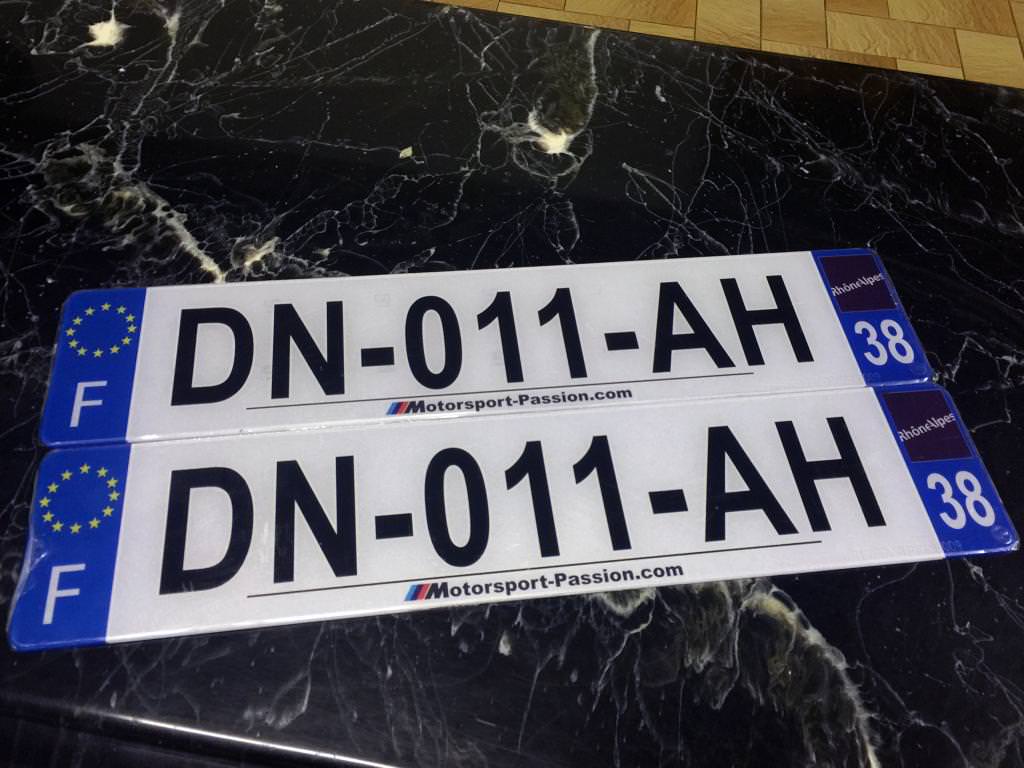 F DN-011-AH RhôneAlpes 38
Motorsport-Passion.com
F DN-011-AH RhôneAlpes 38
Motorsport-Passion.com